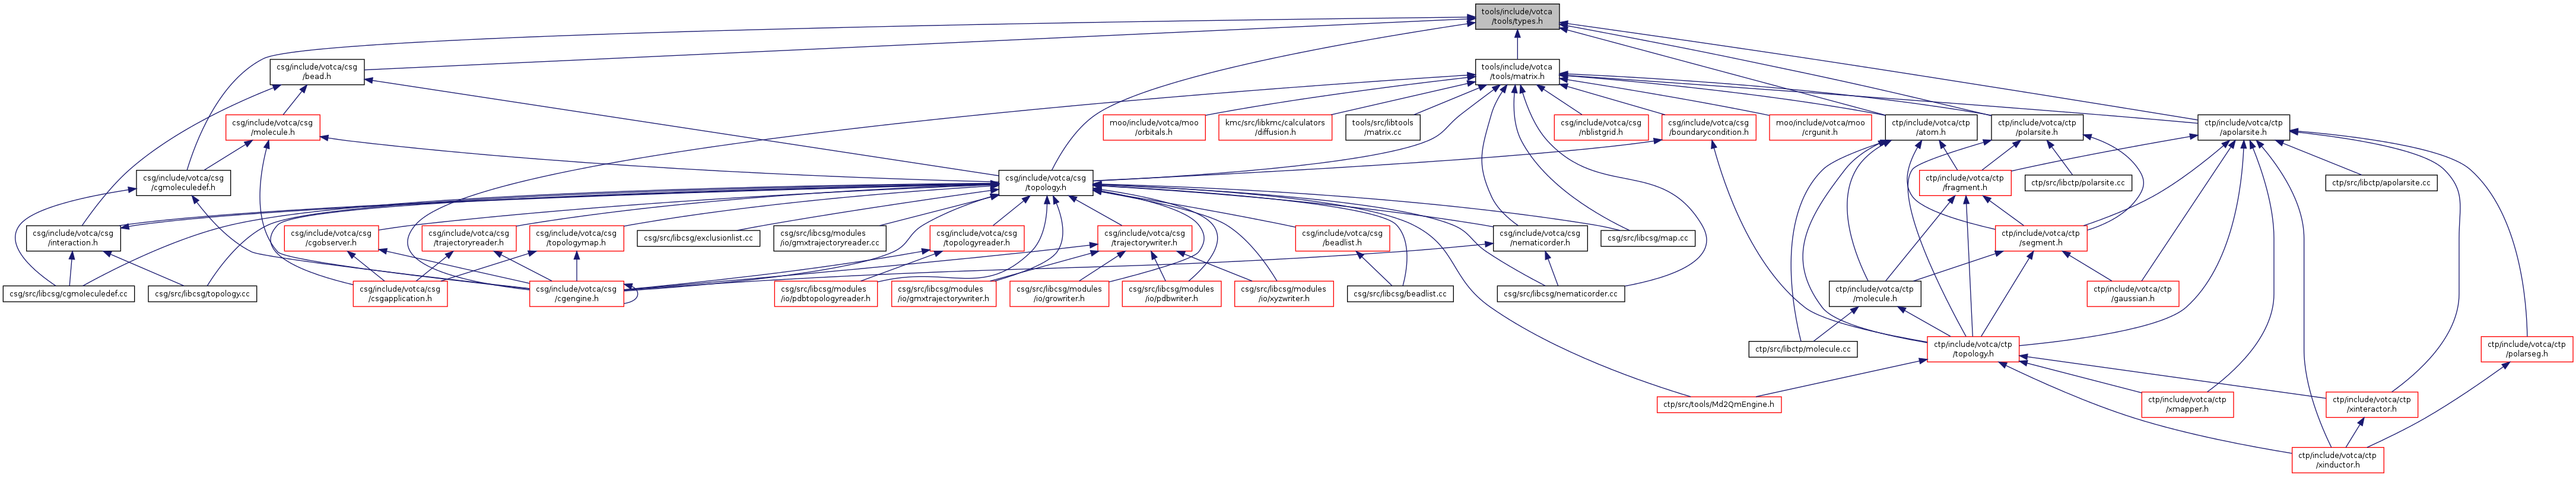 tools/include/votca
/tools/types.h
csg/include/votca/csg
/bead.h
tools/include/votca
/tools/matrix.h
csg/include/votca/csg
/molecule.h
moo/include/votca/moo
/orbitals.h
kmc/src/libkmc/calculators
/diffusion.h
tools/src/libtools
/matrix.cc
csg/include/votca/csg
/nblistgrid.h
csg/include/votca/csg
/boundarycondition.h
moo/include/votca/moo
/crgunit.h
ctp/include/votca/ctp
/atom.h
ctp/include/votca/ctp
/polarsite.h
ctp/include/votca/ctp
/apolarsite.h
csg/include/votca/csg
/cgmoleculedef.h
csg/include/votca/csg
/topology.h
ctp/include/votca/ctp
/fragment.h
ctp/src/libctp/polarsite.cc
ctp/src/libctp/apolarsite.cc
csg/include/votca/csg
/interaction.h
csg/include/votca/csg
/cgobserver.h
csg/include/votca/csg
/trajectoryreader.h
csg/include/votca/csg
/topologymap.h
csg/src/libcsg/exclusionlist.cc
csg/src/libcsg/modules
/io/gmxtrajectoryreader.cc
csg/include/votca/csg
/topologyreader.h
csg/include/votca/csg
/trajectorywriter.h
csg/include/votca/csg
/beadlist.h
csg/include/votca/csg
/nematicorder.h
csg/src/libcsg/map.cc
ctp/include/votca/ctp
/segment.h
csg/src/libcsg/cgmoleculedef.cc
csg/src/libcsg/topology.cc
csg/include/votca/csg
/csgapplication.h
csg/include/votca/csg
/cgengine.h
csg/src/libcsg/modules
/io/pdbtopologyreader.h
csg/src/libcsg/modules
/io/gmxtrajectorywriter.h
csg/src/libcsg/modules
/io/growriter.h
csg/src/libcsg/modules
/io/pdbwriter.h
csg/src/libcsg/modules
/io/xyzwriter.h
csg/src/libcsg/beadlist.cc
csg/src/libcsg/nematicorder.cc
ctp/include/votca/ctp
/molecule.h
ctp/include/votca/ctp
/gaussian.h
ctp/src/libctp/molecule.cc
ctp/include/votca/ctp
/topology.h
ctp/include/votca/ctp
/polarseg.h
ctp/src/tools/Md2QmEngine.h
ctp/include/votca/ctp
/xmapper.h
ctp/include/votca/ctp
/xinteractor.h
ctp/include/votca/ctp
/xinductor.h